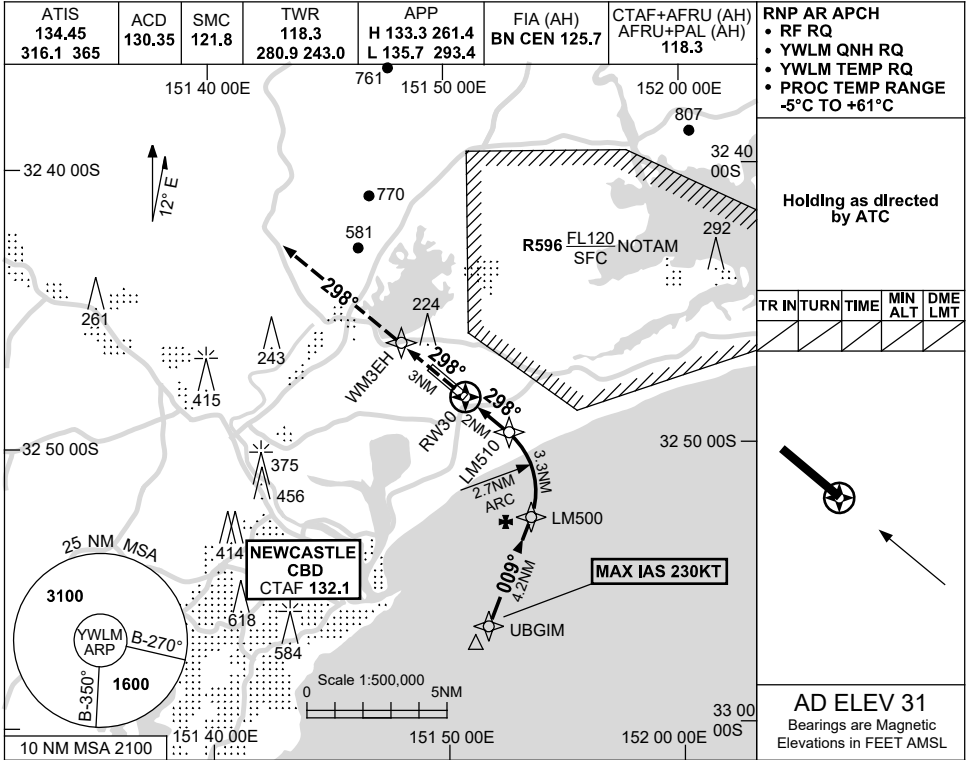 ATIS
134.45
316.1 365
ACD
130.35
SMC
121.8
TWR
118.3
280.9 243.0
APP
H 133.3 261.4
L 135.7 293.4
FIA (AH)
BN CEN 125.7
CTAF+AFRU (AH)
AFRU+PAL (AH)
118.3
RNP AR APCH
• RF RQ
• YWLM QNH RQ
• YWLM TEMP RQ
• PROC TEMP RANGE
-5°C TO +61°C
151 40 00E
761
151 50 00E
152 00 00E
807
32 40 00S
32 40
00S
12° E
770
581
R596 FL120 NOTAM
SFC
292
Holding as directed
by ATC
TR IN
TURN
TIME
MIN
ALT
DME
LMT
298°
261
243
224
415
WM3EH
298°
3NM
298°
RW30
2NM
LM510
32 50 00S
32 50 00S
375
456
3.3NM
2.7NM
ARC
LM500
414
NEWCASTLE
CBD
CTAF 132.1
009°
4.2NM
MAX IAS 230KT
UBGIM
618
584
25 NM MSA
3100
YWLM
ARP
B-270°
B-350°
1600
Scale 1:500,000
0
5NM
33 00
00S
10 NM MSA 2100
151 40 00E
151 50 00E
152 00 00E
AD ELEV 31
Bearings are Magnetic
Elevations in FEET AMSL